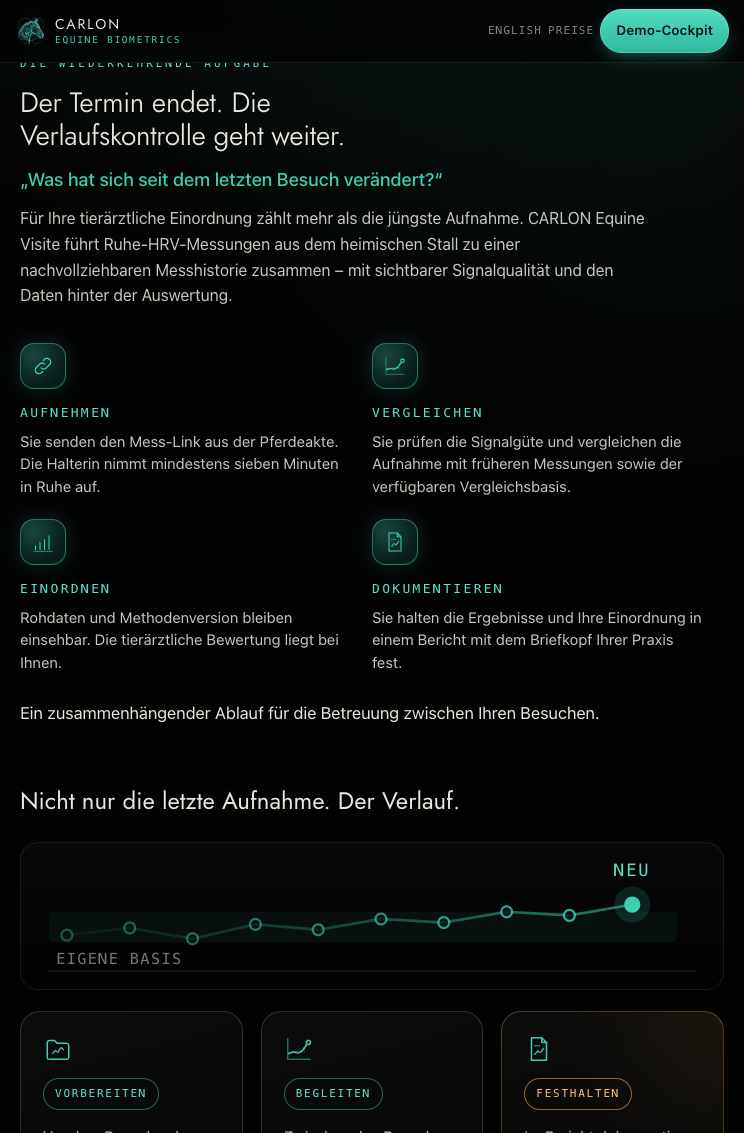 CARLON
EQUINE BIOMETRICS
ENGLISH PREISE Demo-Cockpit
DIE WIEDERKEHRENDE AUFGABE
Der Termin endet. Die
Verlaufskontrolle geht weiter.
„Was hat sich seit dem letzten Besuch verändert?“
Für Ihre tierärztliche Einordnung zählt mehr als die jüngste Aufnahme. CARLON Equine
Visite führt Ruhe-HRV-Messungen aus dem heimischen Stall zu einer
nachvollziehbaren Messhistorie zusammen – mit sichtbarer Signalqualität und den
Daten hinter der Auswertung.
AUFNEHMEN
Sie senden den Mess-Link aus der Pferdeakte.
Die Halterin nimmt mindestens sieben Minuten
in Ruhe auf.
VERGLEICHEN
Sie prüfen die Signalgüte und vergleichen die
Aufnahme mit früheren Messungen sowie der
verfügbaren Vergleichsbasis.
EINORDNEN
Rohdaten und Methodenversion bleiben
einsehbar. Die tierärztliche Bewertung liegt bei
Ihnen.
DOKUMENTIEREN
Sie halten die Ergebnisse und Ihre Einordnung in
einem Bericht mit dem Briefkopf Ihrer Praxis
fest.
Ein zusammenhängender Ablauf für die Betreuung zwischen Ihren Besuchen.
Nicht nur die letzte Aufnahme. Der Verlauf.
NEU
EIGENE BASIS
VORBEREITEN
BEGLEITEN
FESTHALTEN